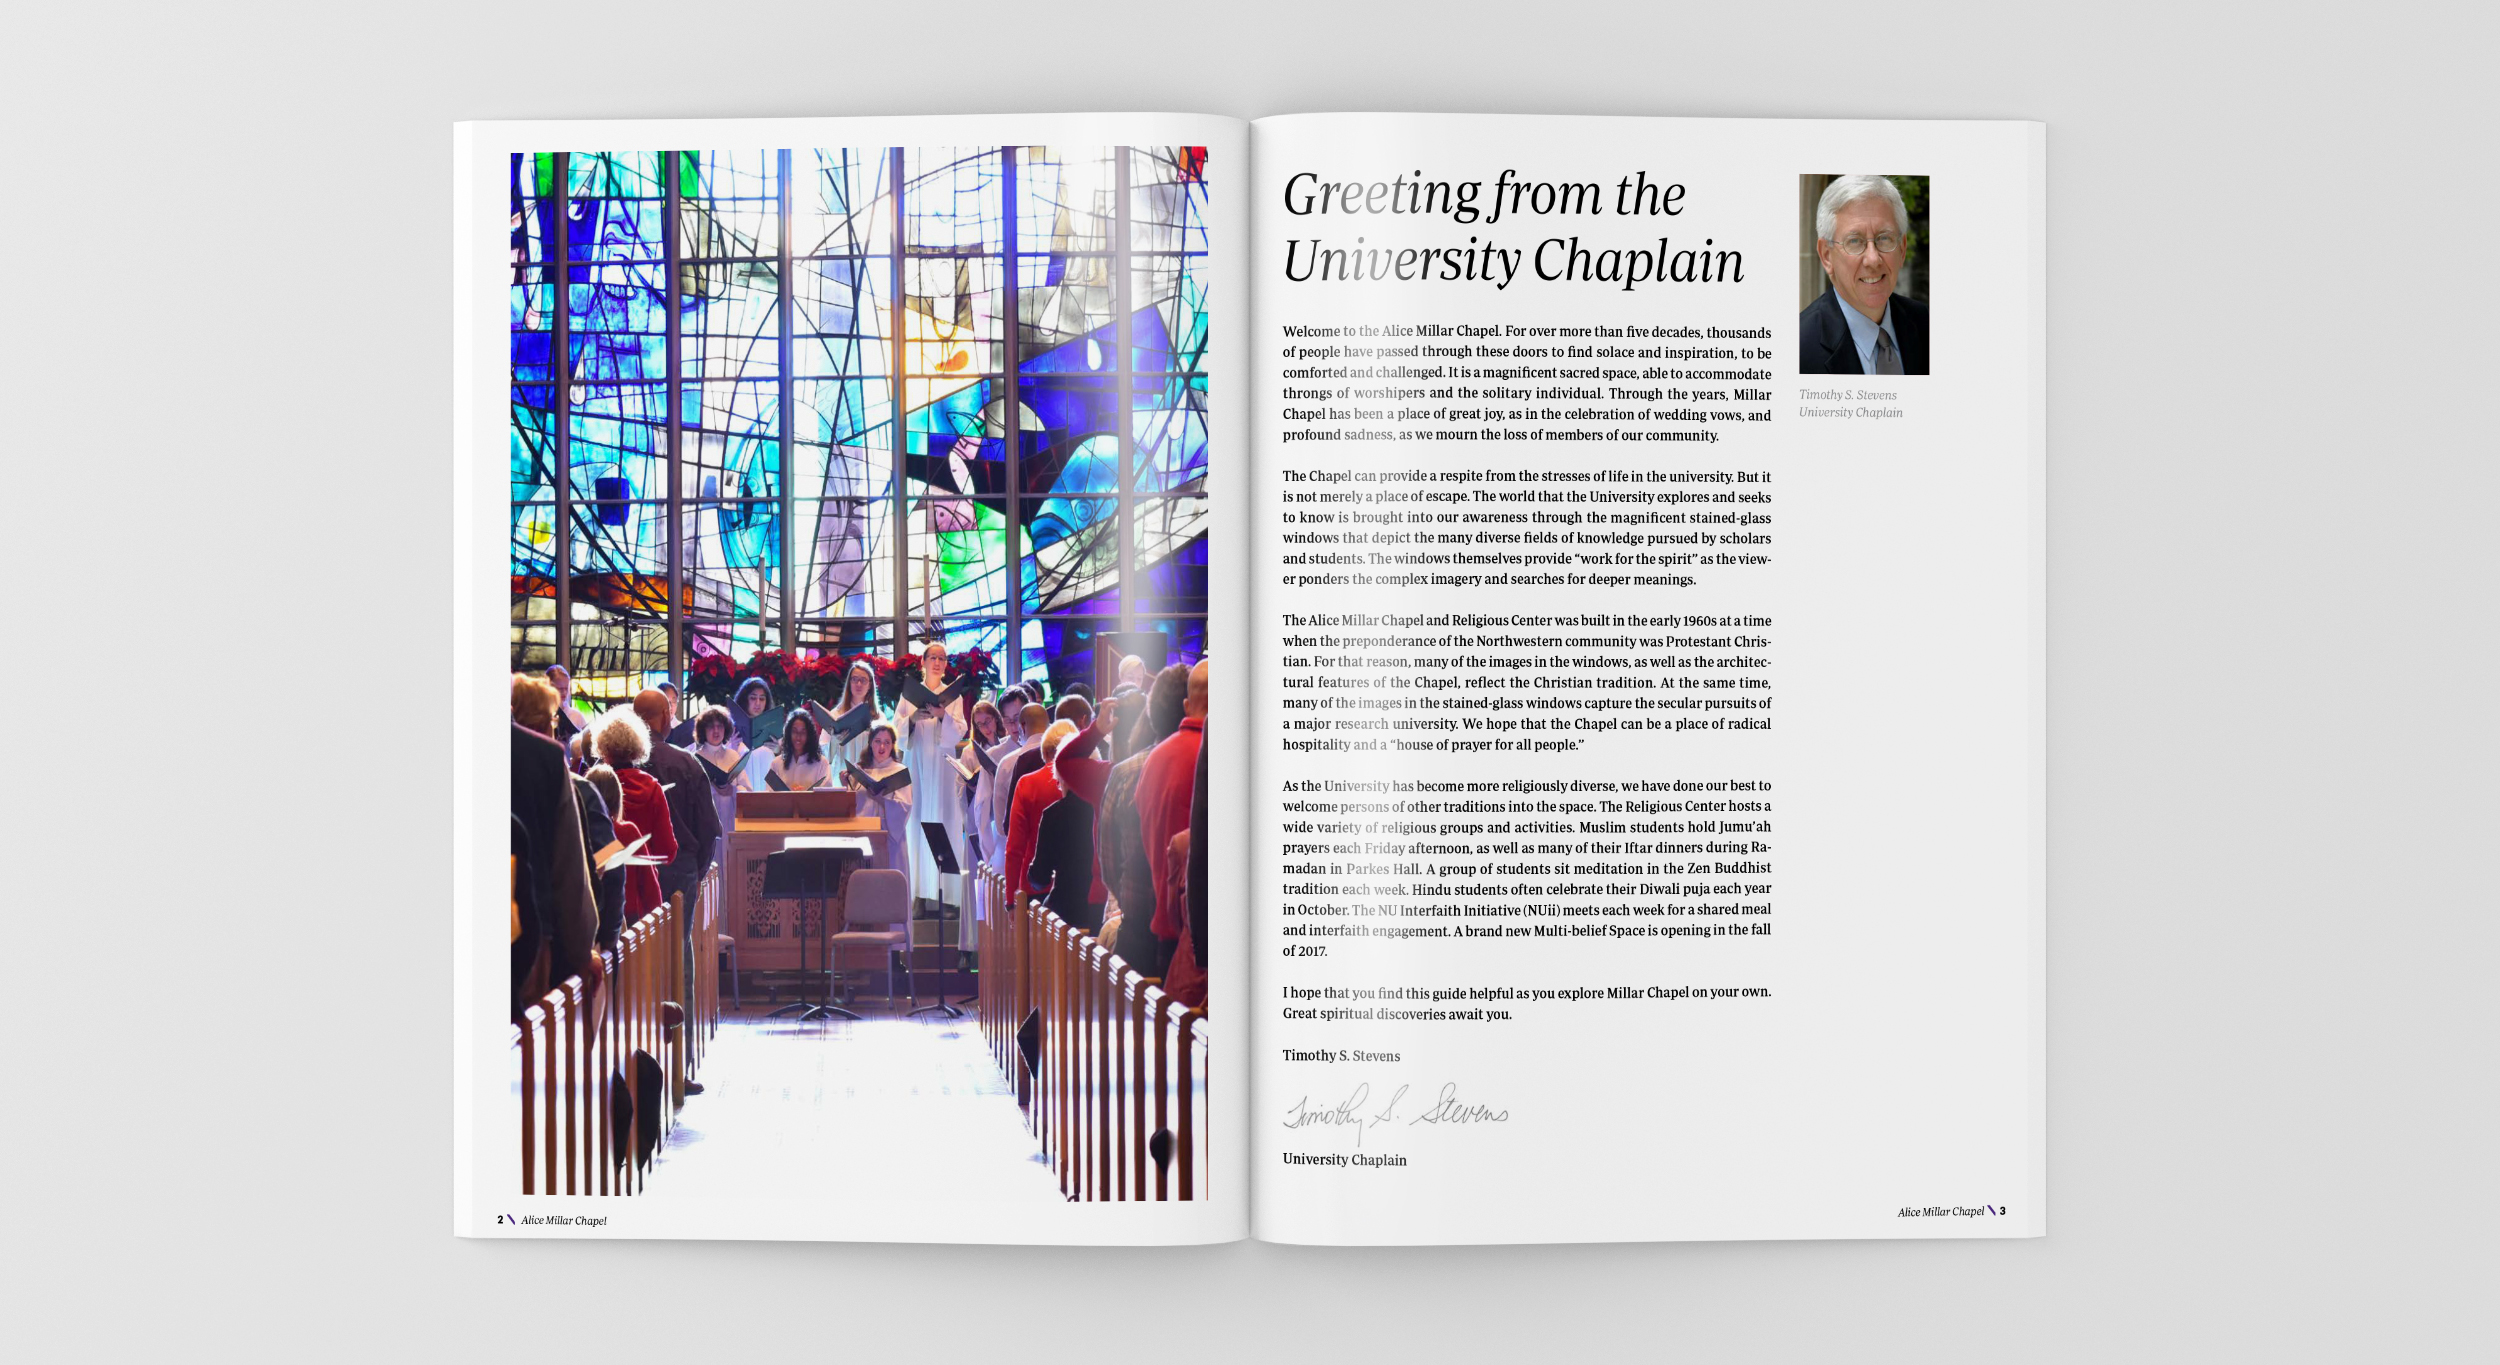 2 \ Alice Millar Chapel
Greeting from the
University Chaplain
Timothy S. Stevens
University Chaplain
Welcome to the Alice Millar Chapel. For over more than five decades, thousands
of people have passed through these doors to find solace and inspiration, to be
comforted and challenged. It is a magnificent sacred space, able to accommodate
throngs of worshipers and the solitary individual. Through the years, Millar
Chapel has been a place of great joy, as in the celebration of wedding vows, and
profound sadness, as we mourn the loss of members of our community.
The Chapel can provide a respite from the stresses of life in the university. But it
is not merely a place of escape. The world that the University explores and seeks
to know is brought into our awareness through the magnificent stained-glass
windows that depict the many diverse fields of knowledge pursued by scholars
and students. The windows themselves provide “work for the spirit” as the view-
er ponders the complex imagery and searches for deeper meanings.
The Alice Millar Chapel and Religious Center was built in the early 1960s at a time
when the preponderance of the Northwestern community was Protestant Chris-
tian. For that reason, many of the images in the windows, as well as the architec-
tural features of the Chapel, reflect the Christian tradition. At the same time,
many of the images in the stained-glass windows capture the secular pursuits of
a major research university. We hope that the Chapel can be a place of radical
hospitality and a “house of prayer for all people.”
As the University has become more religiously diverse, we have done our best to
welcome persons of other traditions into the space. The Religious Center hosts a
wide variety of religious groups and activities. Muslim students hold Jumu’ah
prayers each Friday afternoon, as well as many of their Iftar dinners during Ra-
madan in Parkes Hall. A group of students sit meditation in the Zen Buddhist
tradition each week. Hindu students often celebrate their Diwali puja each year
in October. The NU Interfaith Initiative (NUii) meets each week for a shared meal
and interfaith engagement. A brand new Multi-belief Space is opening in the fall
of 2017.
I hope that you find this guide helpful as you explore Millar Chapel on your own.
Great spiritual discoveries await you.
Timothy S. Stevens
Timothy S. Stevens
University Chaplain
Alice Millar Chapel \ 3